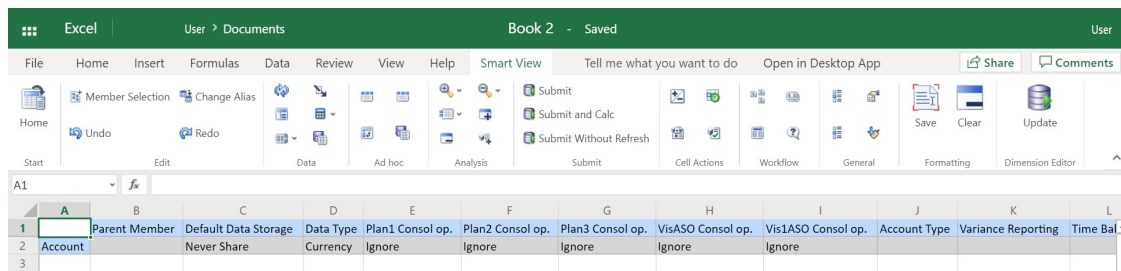 Excel User > Documents Book 2 - Saved User
File Home Insert Formulas Data Review View Help Smart View Tell me what you want to do Open in Desktop App Share Comments
Member Selection Change Alias Submit
Submit and Calc
Home Save Clear Update
Undo Redo Submit Without Refresh
Start Edit Data Ad hoc Analysis Submit Cell Actions Workflow General Formatting Dimension Editor
A1 fx
A B C D E F G H I J K L
1 Parent Member Default Data Storage Data Type Plan1 Consol op. Plan2 Consol op. Plan3 Consol op. VisASO Consol op. Vis1ASO Consol op. Account Type Variance Reporting Time Bal
2 Account Never Share Currency Ignore Ignore Ignore Ignore Ignore
3